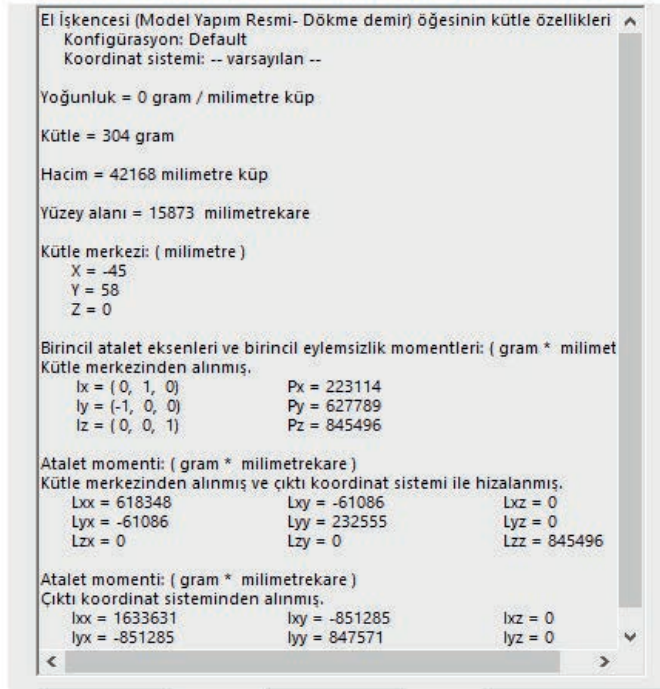 El İşkencesi (Model Yapım Resmi- Dökme demir) öğesinin kütle özellikleri
Konfigürasyon: Default
Koordinat sistemi: -- varsayılan --
Yoğunluk = 0 gram / milimetre küp
Kütle = 304 gram
Hacim = 42168 milimetre küp
Yüzey alanı = 15873 milimetrekare
Kütle merkezi: ( milimetre )
X = -45
Y = 58
Z = 0
Birincil atalet eksenleri ve birincil eylemsizlik momentleri: ( gram * milimet
Kütle merkezinden alınmış.
Ix = ( 0, 1, 0) Px = 223114
Iy = (-1, 0, 0) Py = 627789
Iz = ( 0, 0, 1) Pz = 845496
Atalet momenti: ( gram * milimetrekare )
Kütle merkezinden alınmış ve çıktı koordinat sistemi ile hizalanmış.
Lxx = 618348 Lxy = -61086 Lxz = 0
Lyx = -61086 Lyy = 232555 Lyz = 0
Lzx = 0 Lzy = 0 Lzz = 845496
Atalet momenti: ( gram * milimetrekare )
Çıktı koordinat sisteminden alınmış.
Ixx = 1633631 Ixy = -851285 Ixz = 0
Iyx = -851285 Iyy = 847571 Iyz = 0